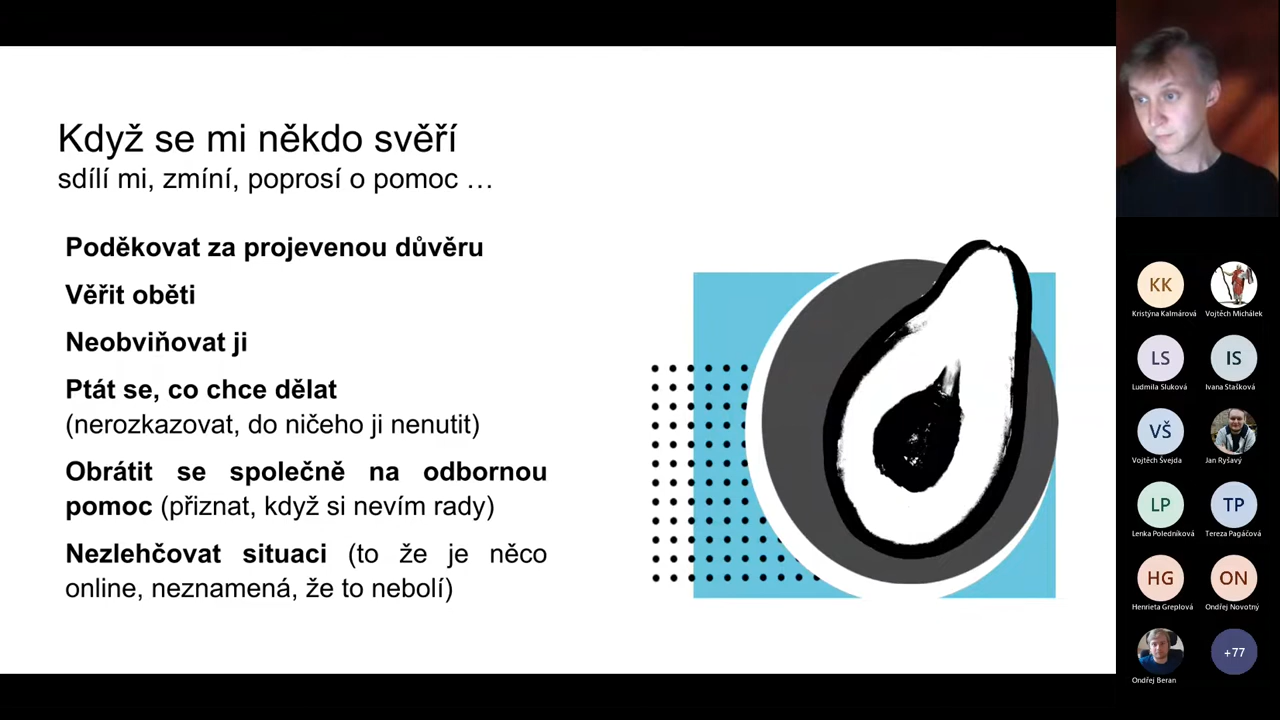 Když se mi někdo svěří
sdílí mi, zmíní, poprosí o pomoc …
Poděkovat za projevenou důvěru
Věřit oběti
Neobviňovat ji
Ptát se, co chce dělat
(nerozkazovat, do ničeho ji nenutit)
Obrátit se společně na odbornou
pomoc (přiznat, když si nevím rady)
Nezlehčovat situaci (to že je něco
online, neznamená, že to nebolí)
KK
Kristýna Kalmárová
Vojtěch Michálek
LS
Ludmila Sluková
IS
Ivana Stašková
VŠ
Vojtěch Švejda
Jan Ryšavý
LP
Lenka Poledníková
TP
Tereza Pagáčová
HG
Henrieta Greplová
ON
Ondřej Novotný
Ondřej Beran
+77